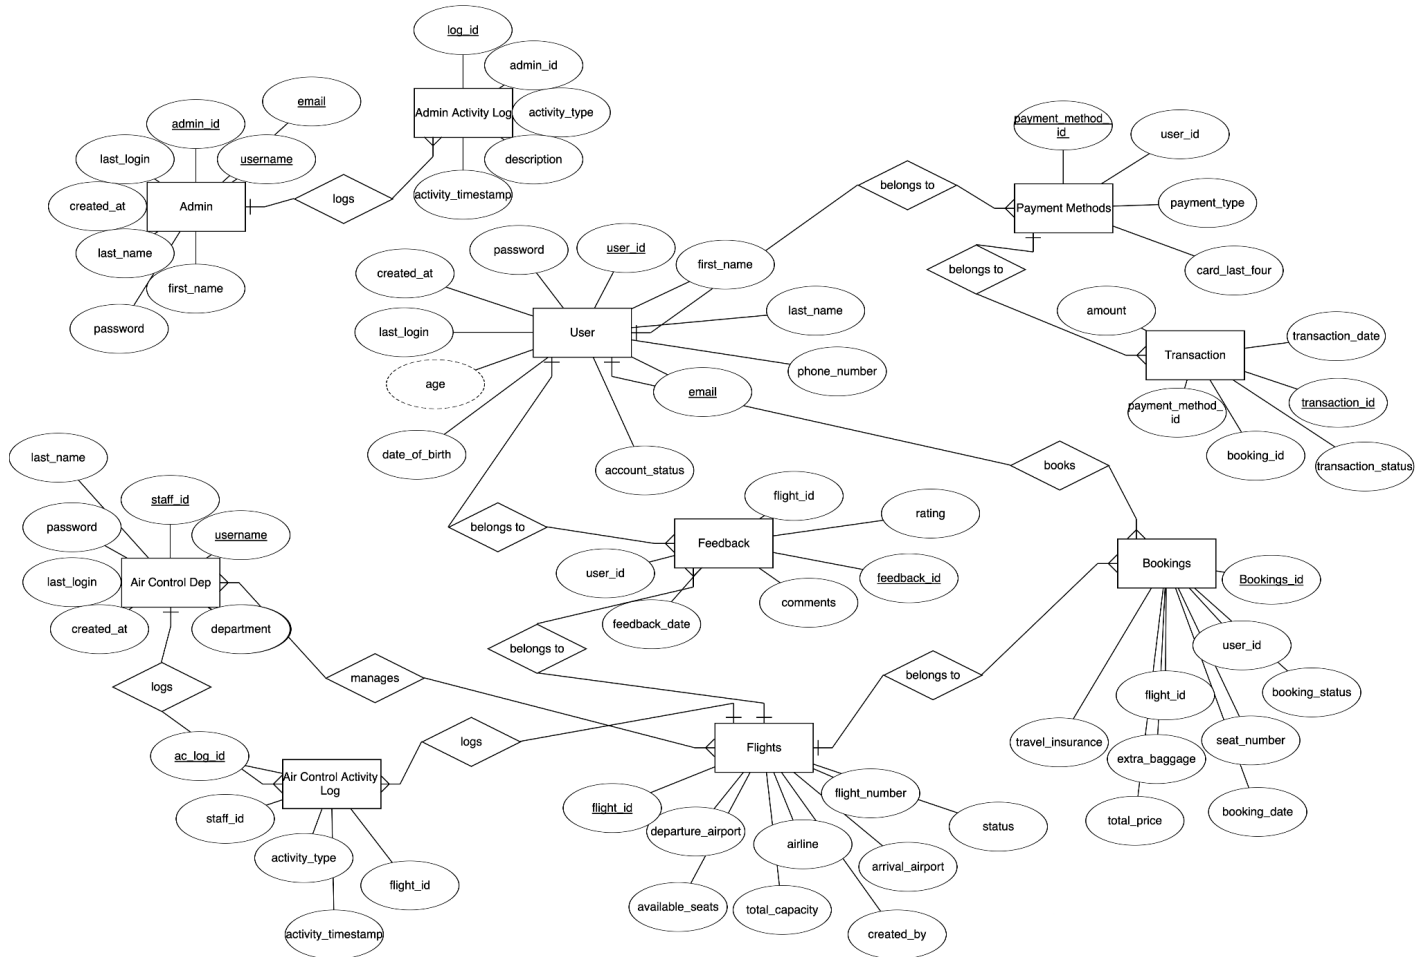 log_id
admin_id
email
Admin Activity Log
activity_type
admin_id
last_login
username
description
activity_timestamp
created_at
Admin
logs
last_name
first_name
password
payment_method_
id
user_id
belongs to
Payment Methods
payment_type
card_last_four
belongs to
password
user_id
first_name
created_at
last_name
last_login
User
phone_number
age
email
date_of_birth
account_status
amount
transaction_date
Transaction
payment_method_
id
transaction_id
booking_id
transaction_status
books
last_name
staff_id
password
username
last_login
Air Control Dep
created_at
department
belongs to
flight_id
rating
Feedback
user_id
feedback_id
comments
feedback_date
belongs to
Bookings
Bookings_id
user_id
belongs to
flight_id
booking_status
travel_insurance
seat_number
extra_baggage
total_price
booking_date
logs
manages
ac_log_id
logs
Flights
Air Control Activity
Log
staff_id
activity_type
flight_id
activity_timestamp
flight_id
flight_number
departure_airport
airline
status
arrival_airport
available_seats
total_capacity
created_by